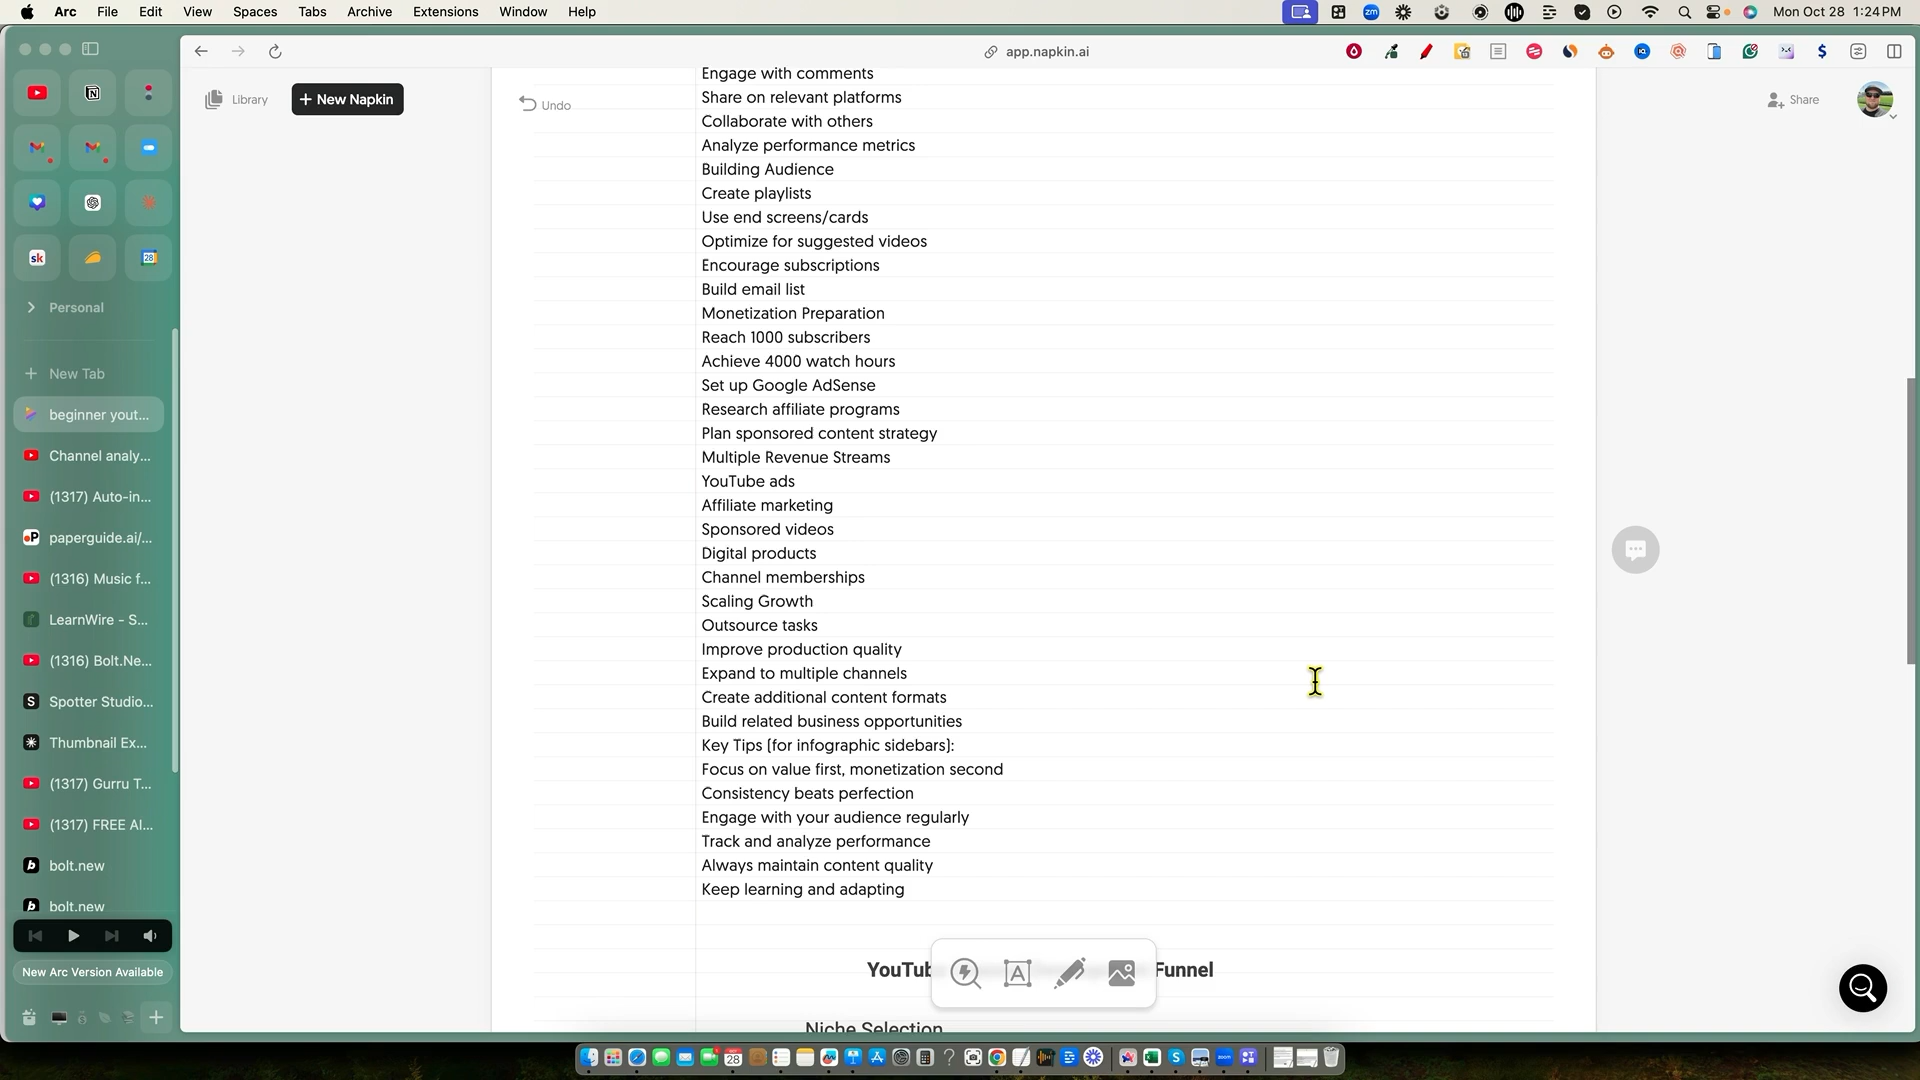 Arc File Edit View Spaces Tabs Archive Extensions Window Help
zm
Mon Oct 28 1:24 PM
app.napkin.ai
Library
+ New Napkin
Undo
Share
sk
28
Personal
+ New Tab
beginner yout...
Channel analy...
(1317) Auto-in...
paperguide.ai/...
(1316) Music f...
LearnWire - S...
(1316) Bolt.Ne...
Spotter Studio...
Thumbnail Ex...
(1317) Gurru T...
(1317) FREE AI...
bolt.new
bolt.new
New Arc Version Available
Engage with comments
Share on relevant platforms
Collaborate with others
Analyze performance metrics
Building Audience
Create playlists
Use end screens/cards
Optimize for suggested videos
Encourage subscriptions
Build email list
Monetization Preparation
Reach 1000 subscribers
Achieve 4000 watch hours
Set up Google AdSense
Research affiliate programs
Plan sponsored content strategy
Multiple Revenue Streams
YouTube ads
Affiliate marketing
Sponsored videos
Digital products
Channel memberships
Scaling Growth
Outsource tasks
Improve production quality
Expand to multiple channels
Create additional content formats
Build related business opportunities
Key Tips (for infographic sidebars):
Focus on value first, monetization second
Consistency beats perfection
Engage with your audience regularly
Track and analyze performance
Always maintain content quality
Keep learning and adapting
Funnel
Niche Selection